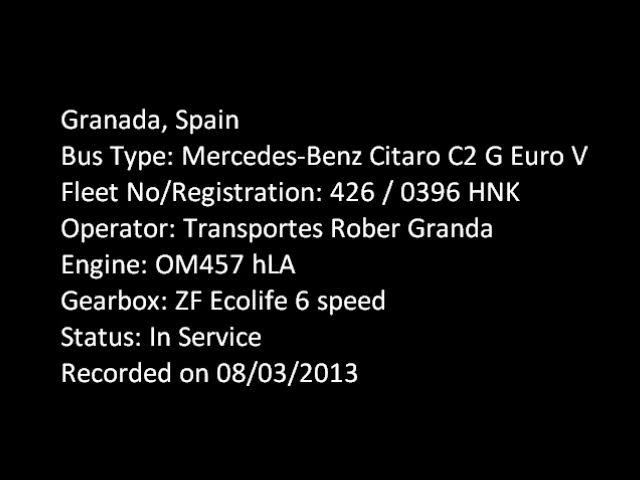 Granada, Spain
Bus Type: Mercedes-Benz Citaro C2 G Euro V
Fleet No/Registration: 426 / 0396 HNK
Operator: Transportes Rober Granda
Engine: OM457 hLA
Gearbox: ZF Ecolife 6 speed
Status: In Service
Recorded on 08/03/2013